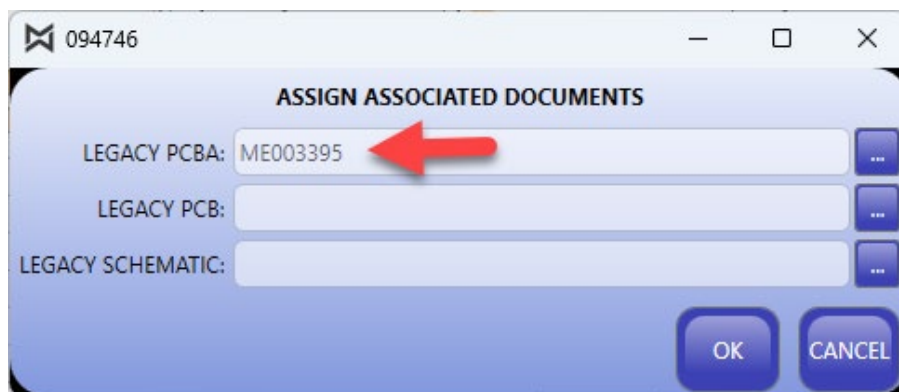 094746
ASSIGN ASSOCIATED DOCUMENTS
LEGACY PCBA: ME003395 ...
LEGACY PCB: ...
LEGACY SCHEMATIC: ...
OK CANCEL